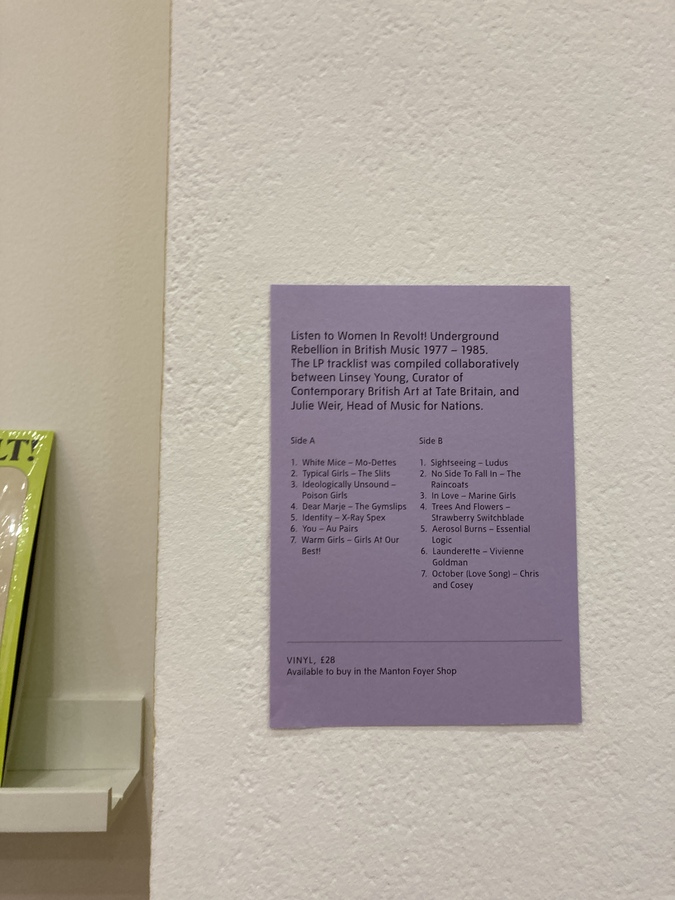 LT!
Listen to Women In Revolt! Underground
Rebellion in British Music 1977 – 1985.
The LP tracklist was compiled collaboratively
between Linsey Young, Curator of
Contemporary British Art at Tate Britain, and
Julie Weir, Head of Music for Nations.
Side A
1. White Mice – Mo-Dettes
2. Typical Girls – The Slits
3. Ideologically Unsound –
Poison Girls
4. Dear Marje – The Gymslips
5. Identity – X-Ray Spex
6. You – Au Pairs
7. Warm Girls – Girls At Our
Best!
Side B
1. Sightseeing – Ludus
2. No Side To Fall In – The
Raincoats
3. In Love – Marine Girls
4. Trees And Flowers –
Strawberry Switchblade
5. Aerosol Burns – Essential
Logic
6. Launderette – Vivienne
Goldman
7. October (Love Song) – Chris
and Cosey
VINYL, £28
Available to buy in the Manton Foyer Shop